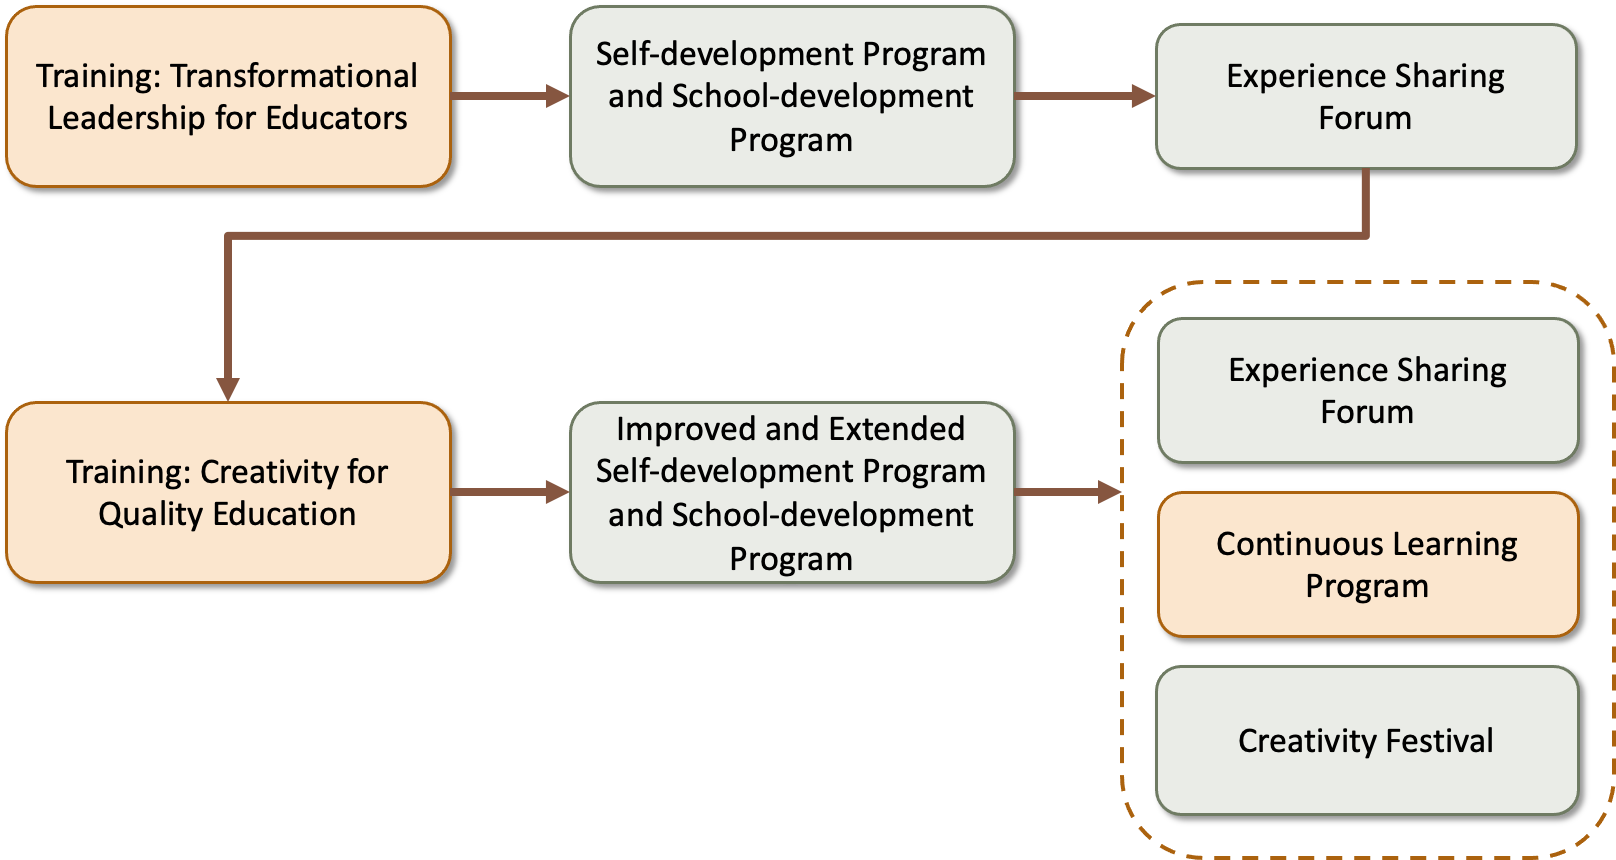 Training: Transformational
Leadership for Educators
Self-development Program
and School-development
Program
Experience Sharing
Forum
Training: Creativity for
Quality Education
Improved and Extended
Self-development Program
and School-development
Program
Experience Sharing
Forum
Continuous Learning
Program
Creativity Festival